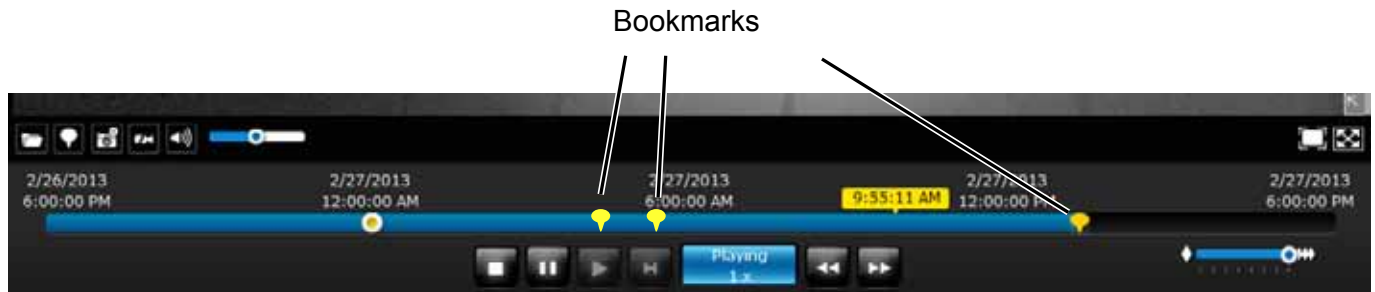 Bookmarks
2/26/2013
6:00:00 PM
2/27/2013
12:00:00 AM
2/27/2013
6:00:00 AM
9:55:11 AM
2/27/2013
12:00:00 PM
2/27/2013
6:00:00 PM
Playing
1 x